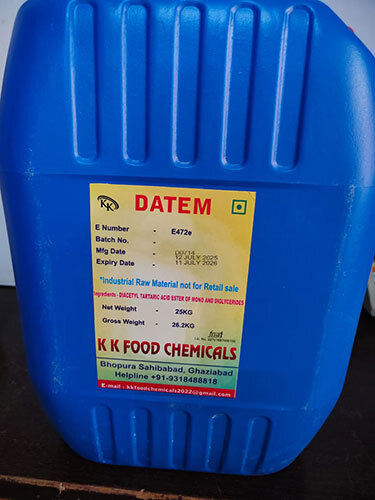 KK DATEM
E Number - E472e
Batch No. - D0714
Mfg Date 12 JULY 2025
Expiry Date - 11 JULY 2026
*Industrial Raw Material not for Retail sale
Ingredients - DIACETYL TARTARIC ACID ESTER OF MONO AND DIGLYCERIDES
Net Weight - 25KG
Gross Weight - 26.2KG
fssai
K K FOOD CHEMICALS
Bhopura Sahibabad, Ghaziabad
Helpline +91-9318488818
E-mail : kkfoodchemicals2022@gmail.com